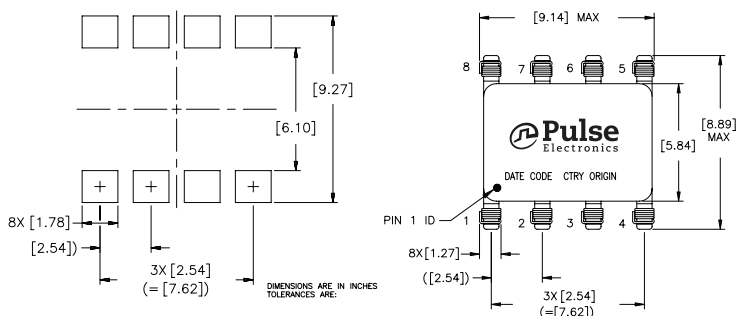 [9.27]
[6.10]
8X [1.78]
[2.54])
3X [2.54]
(= [7.62])
DIMENSIONS ARE IN INCHES
TOLERANCES ARE:
[9.14] MAX
8 7 6 5
Pulse
Electronics
[5.84]
[8.89]
MAX
DATE CODE CTRY ORIGIN
PIN 1 ID
1 2 3 4
8X[1.27]
([2.54])
3X [2.54]
(=[7.62])